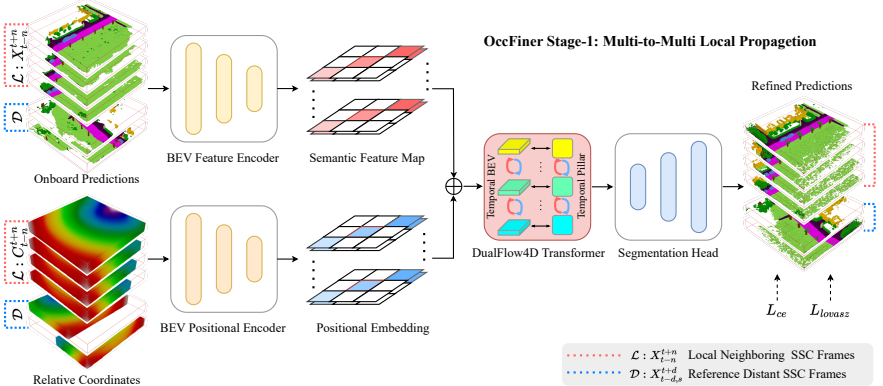 OccFiner Stage-1: Multi-to-Multi Local Propagetion
Refined Predictions
ℒ : X_{t−n}^{t+n}
𝒟
Onboard Predictions
BEV Feature Encoder
Semantic Feature Map
Temporal BEV
Temporal Pillar
DualFlow4D Transformer
Segmentation Head
ℒ : C_{t−n}^{t+n}
𝒟
Relative Coordinates
BEV Positional Encoder
Positional Embedding
L_{ce}
L_{lovasz}
ℒ : X_{t−n}^{t+n} Local Neighboring SSC Frames
𝒟 : X_{t−d,s}^{t+d} Reference Distant SSC Frames